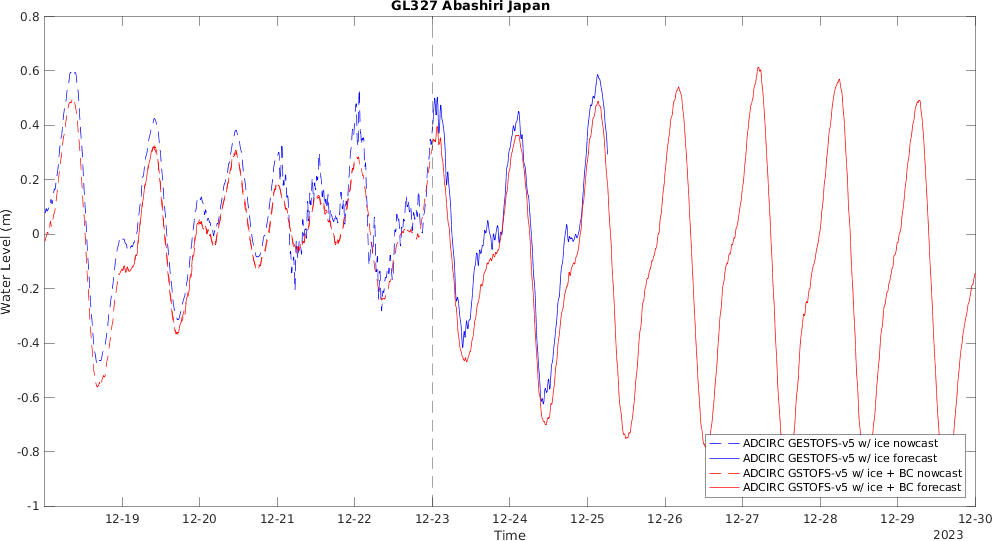 GL327 Abashiri Japan
0.8
0.6
0.4
0.2
0
-0.2
-0.4
-0.6
-0.8
-1
Water Level (m)
ADCIRC GESTOFS-v5 w/ ice nowcast
ADCIRC GESTOFS-v5 w/ ice forecast
ADCIRC GSTOFS-v5 w/ ice + BC nowcast
ADCIRC GSTOFS-v5 w/ ice + BC forecast
12-19 12-20 12-21 12-22 12-23 12-24 12-25 12-26 12-27 12-28 12-29 12-30
Time
2023